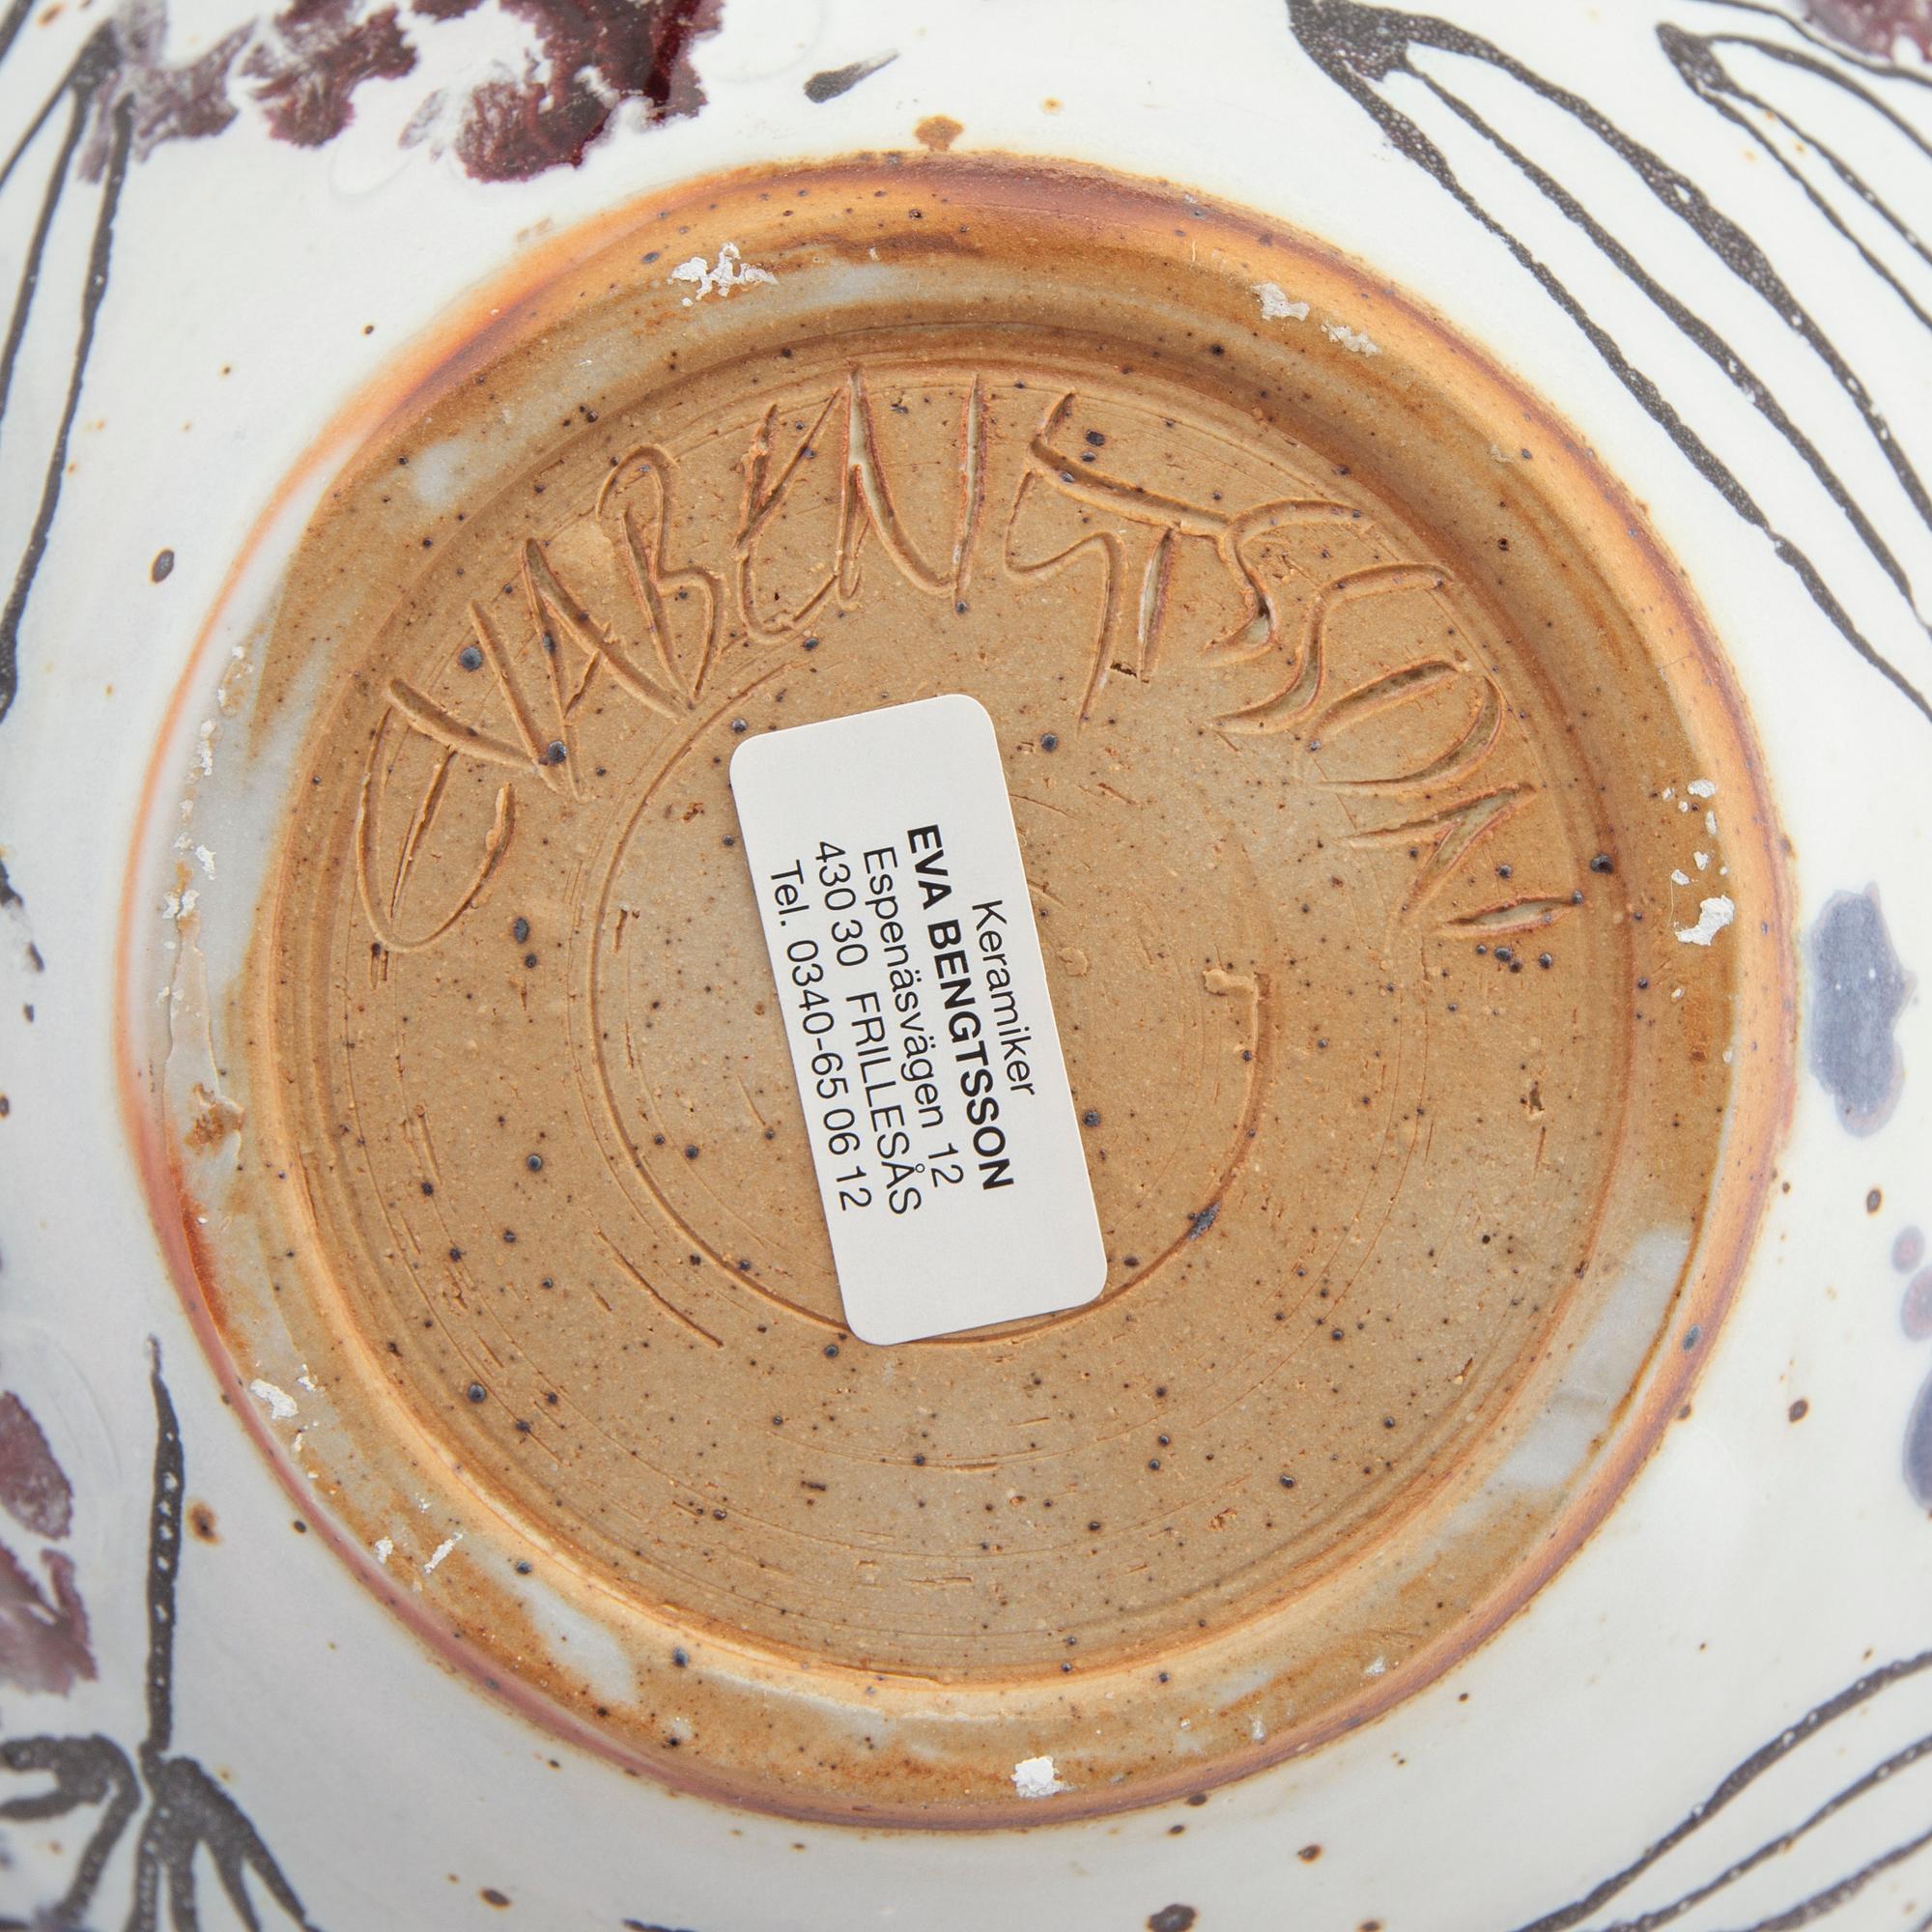 EVA BENGTSSON
Keramiker
EVA BENGTSSON
Espenäsvägen 12
430 30 FRILLESÅS
Tel. 0340-65 06 12